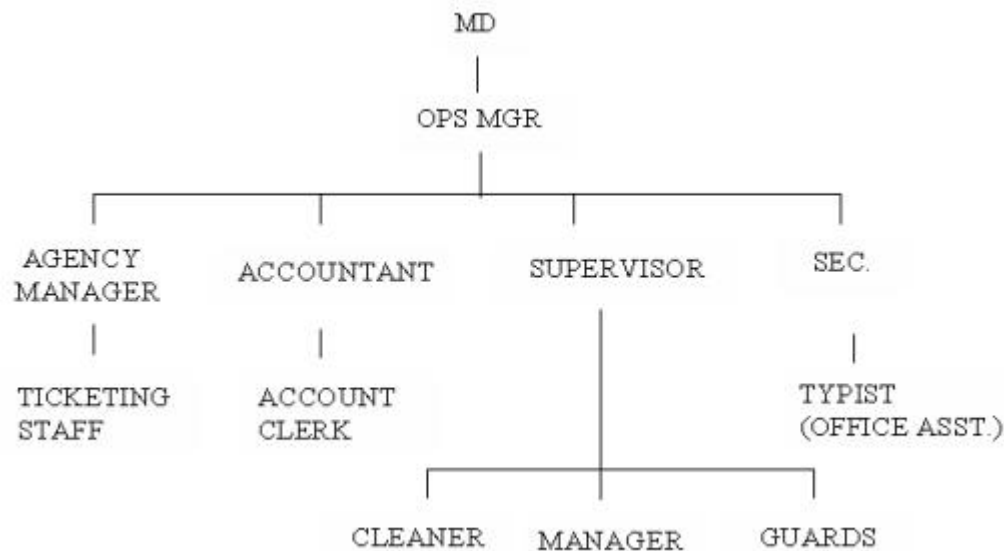 MD
OPS MGR
AGENCY
MANAGER
ACCOUNTANT
SUPERVISOR
SEC.
TICKETING
STAFF
ACCOUNT
CLERK
TYPIST
(OFFICE ASST.)
CLEANER
MANAGER
GUARDS